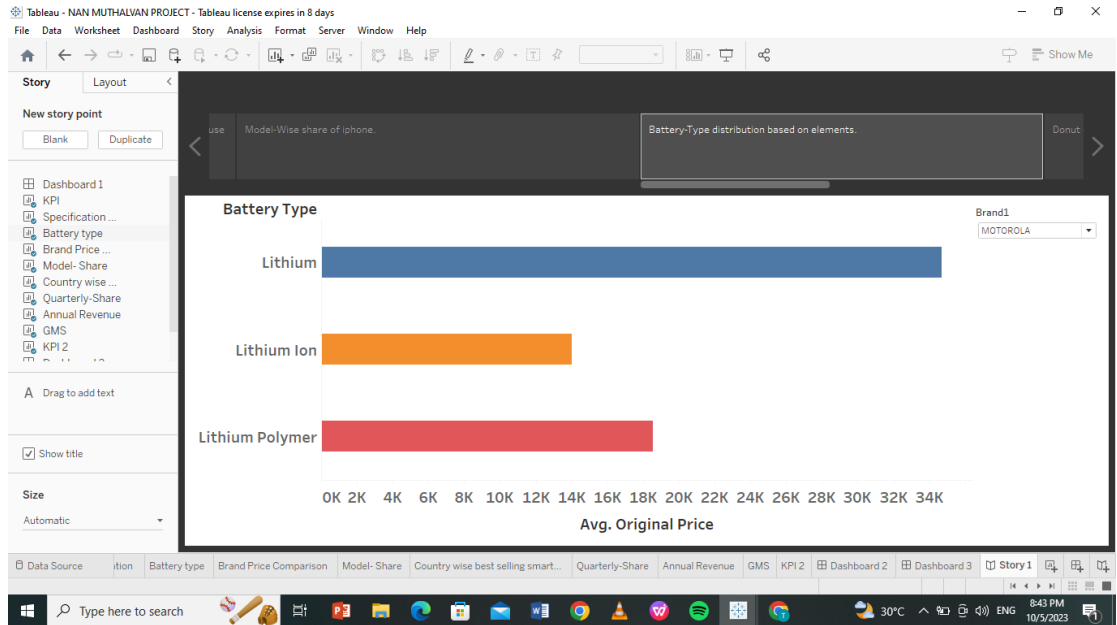 Tableau - NAN MUTHALVAN PROJECT - Tableau license expires in 8 days
File Data Worksheet Dashboard Story Analysis Format Server Window Help
Show Me
Story Layout
New story point
Blank Duplicate
use
Model-Wise share of iphone.
Battery-Type distribution based on elements.
Donut
Dashboard 1
KPI
Specification ...
Battery type
Brand Price ...
Model- Share
Country wise ...
Quarterly-Share
Annual Revenue
GMS
KPI 2
A Drag to add text
Show title
Size
Automatic
Battery Type
Brand1
MOTOROLA
Lithium
Lithium Ion
Lithium Polymer
0K 2K 4K 6K 8K 10K 12K 14K 16K 18K 20K 22K 24K 26K 28K 30K 32K 34K
Avg. Original Price
Data Source ition Battery type Brand Price Comparison Model- Share Country wise best selling smart... Quarterly-Share Annual Revenue GMS KPI 2 Dashboard 2 Dashboard 3 Story 1
Type here to search
30°C ENG
8:43 PM
10/5/2023
1